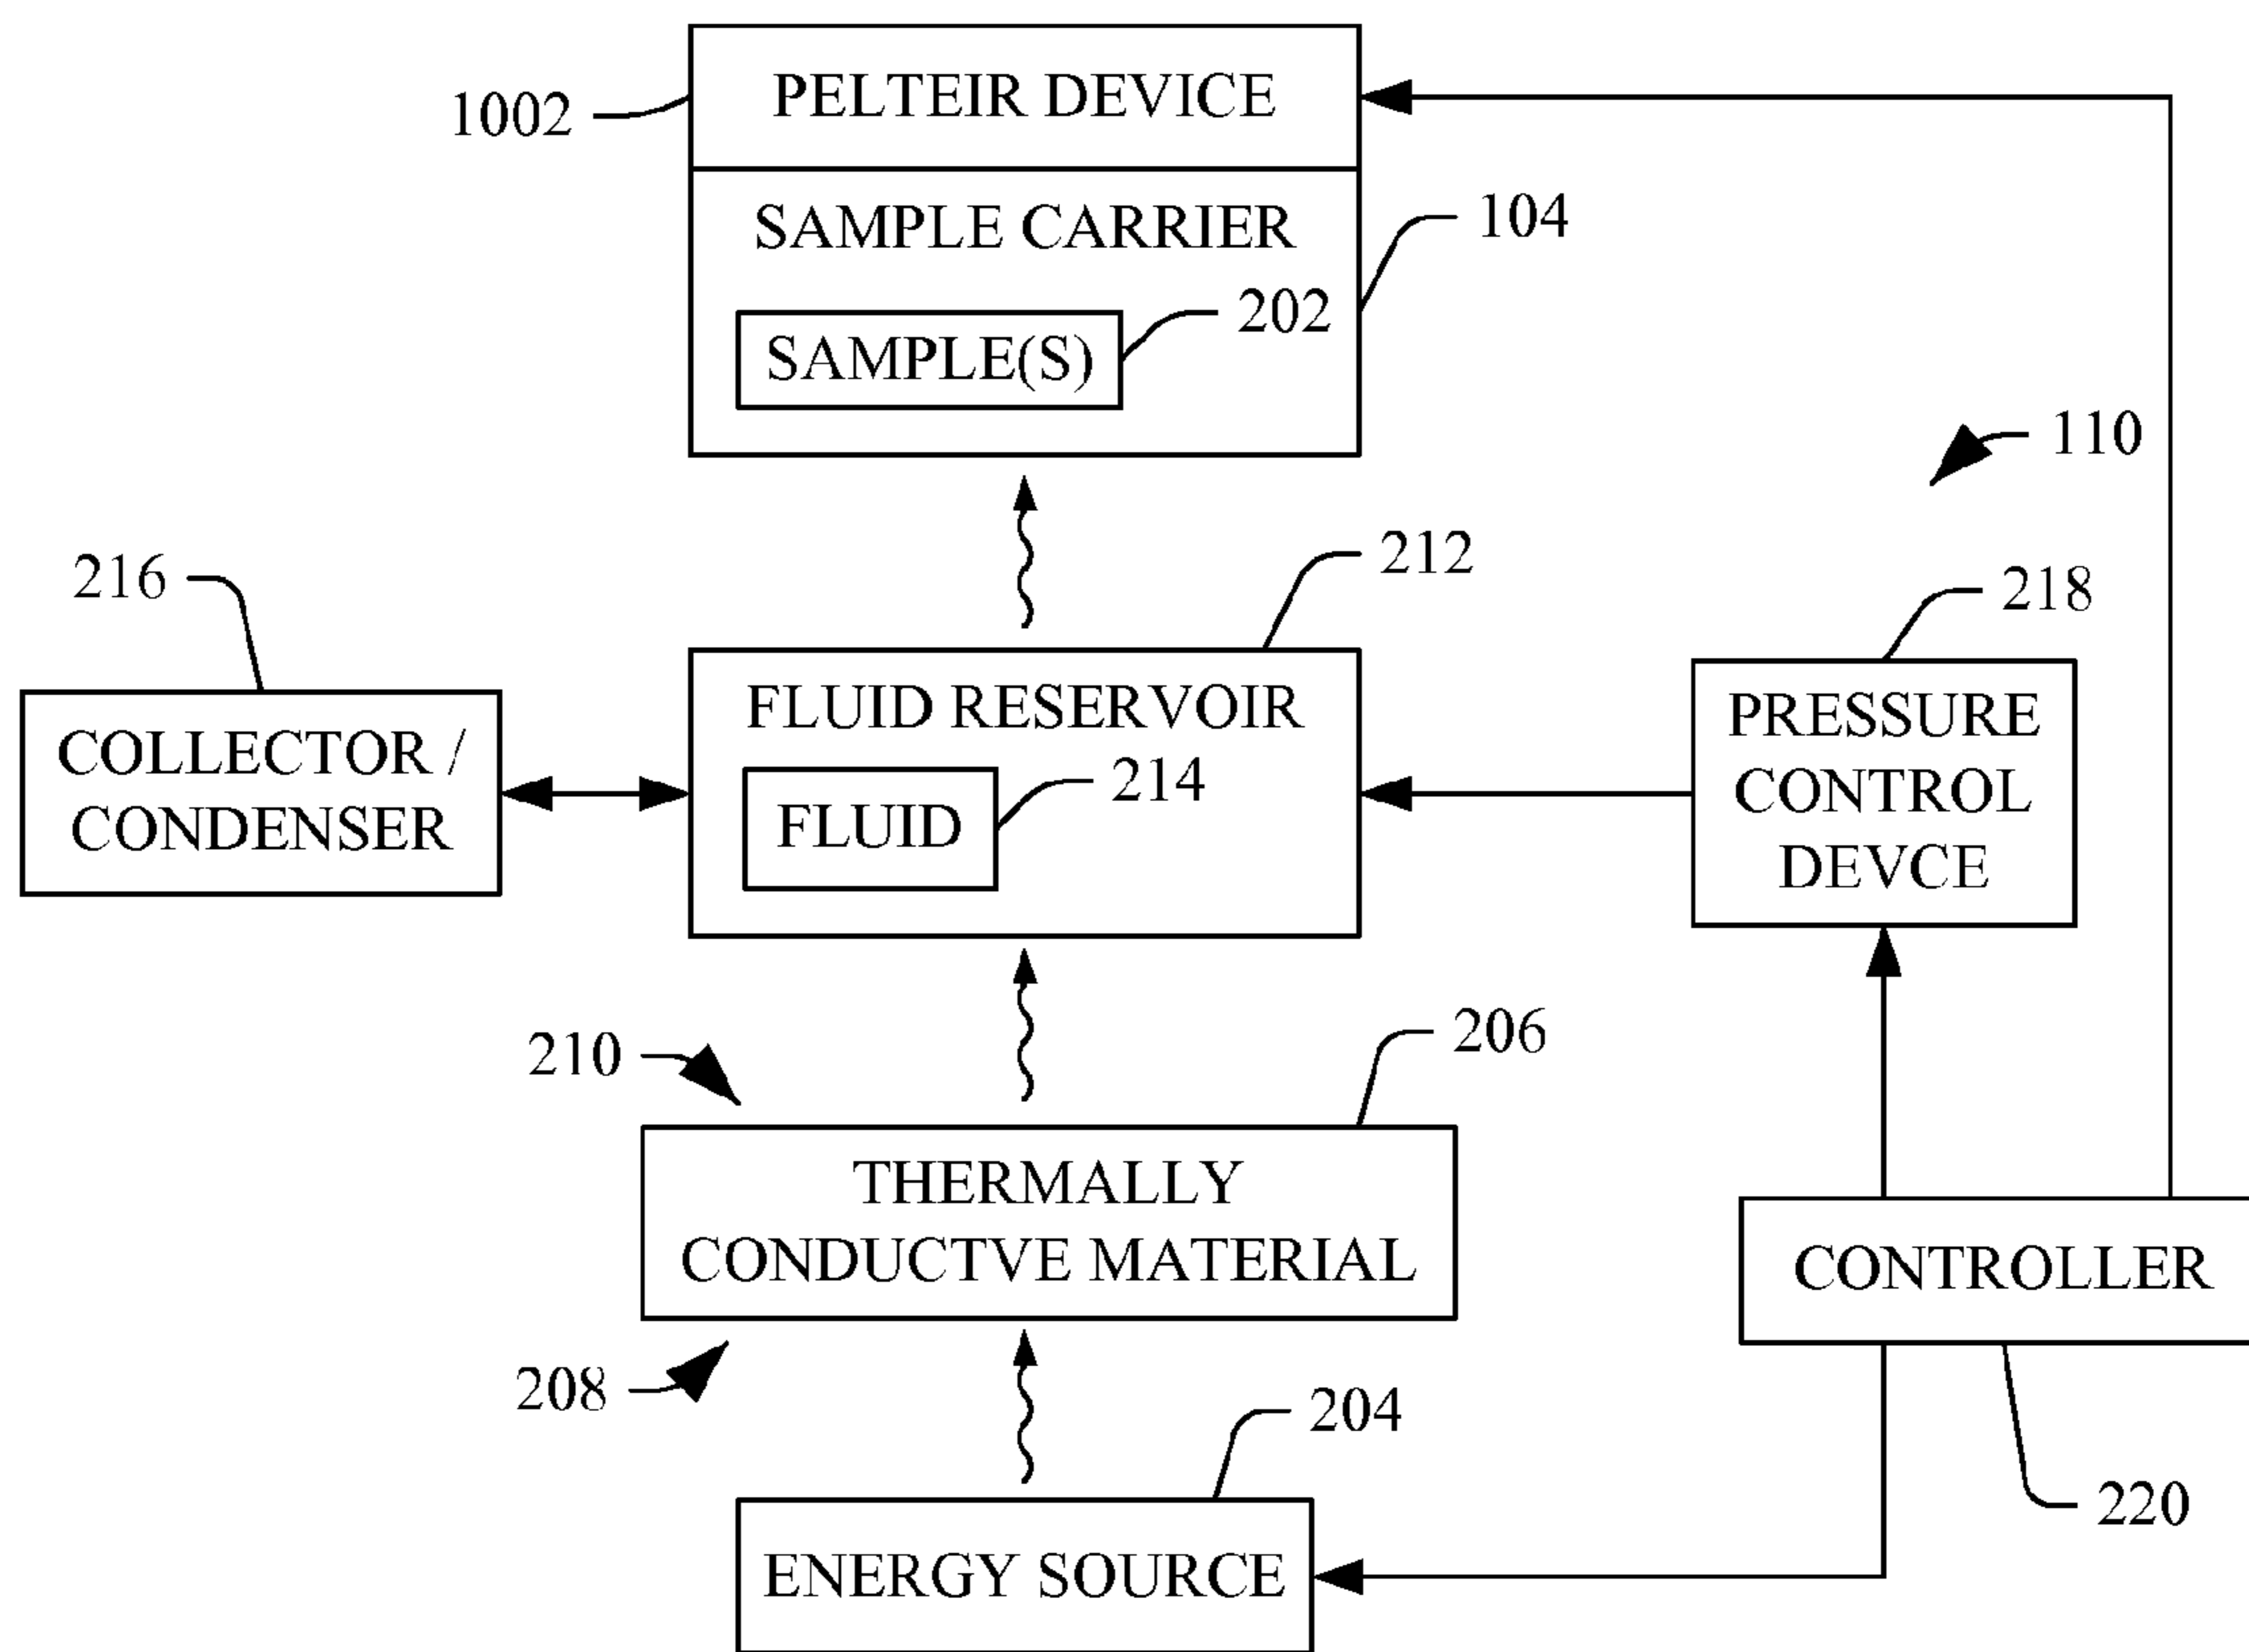 PELTEIR DEVICE
1002
SAMPLE CARRIER
104
202
SAMPLE(S)
110
212
216
218
FLUID RESERVOIR
PRESSURE
CONTROL
DEVCE
COLLECTOR /
CONDENSER
214
FLUID
206
210
THERMALLY
CONDUCTVE MATERIAL
CONTROLLER
208
204
220
ENERGY SOURCE